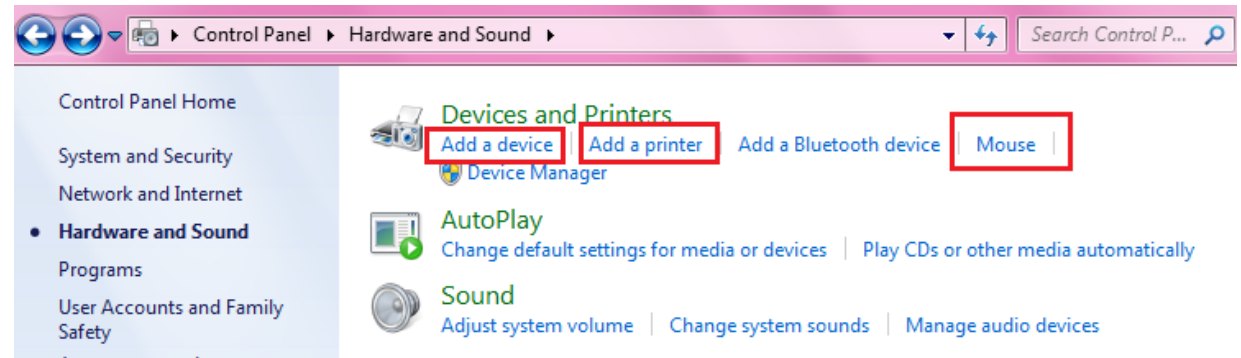 Control Panel Hardware and Sound Search Control P...
Control Panel Home
System and Security
Network and Internet
Hardware and Sound
Programs
User Accounts and Family
Safety
Devices and Printers
Add a device Add a printer Add a Bluetooth device Mouse
Device Manager
AutoPlay
Change default settings for media or devices Play CDs or other media automatically
Sound
Adjust system volume Change system sounds Manage audio devices